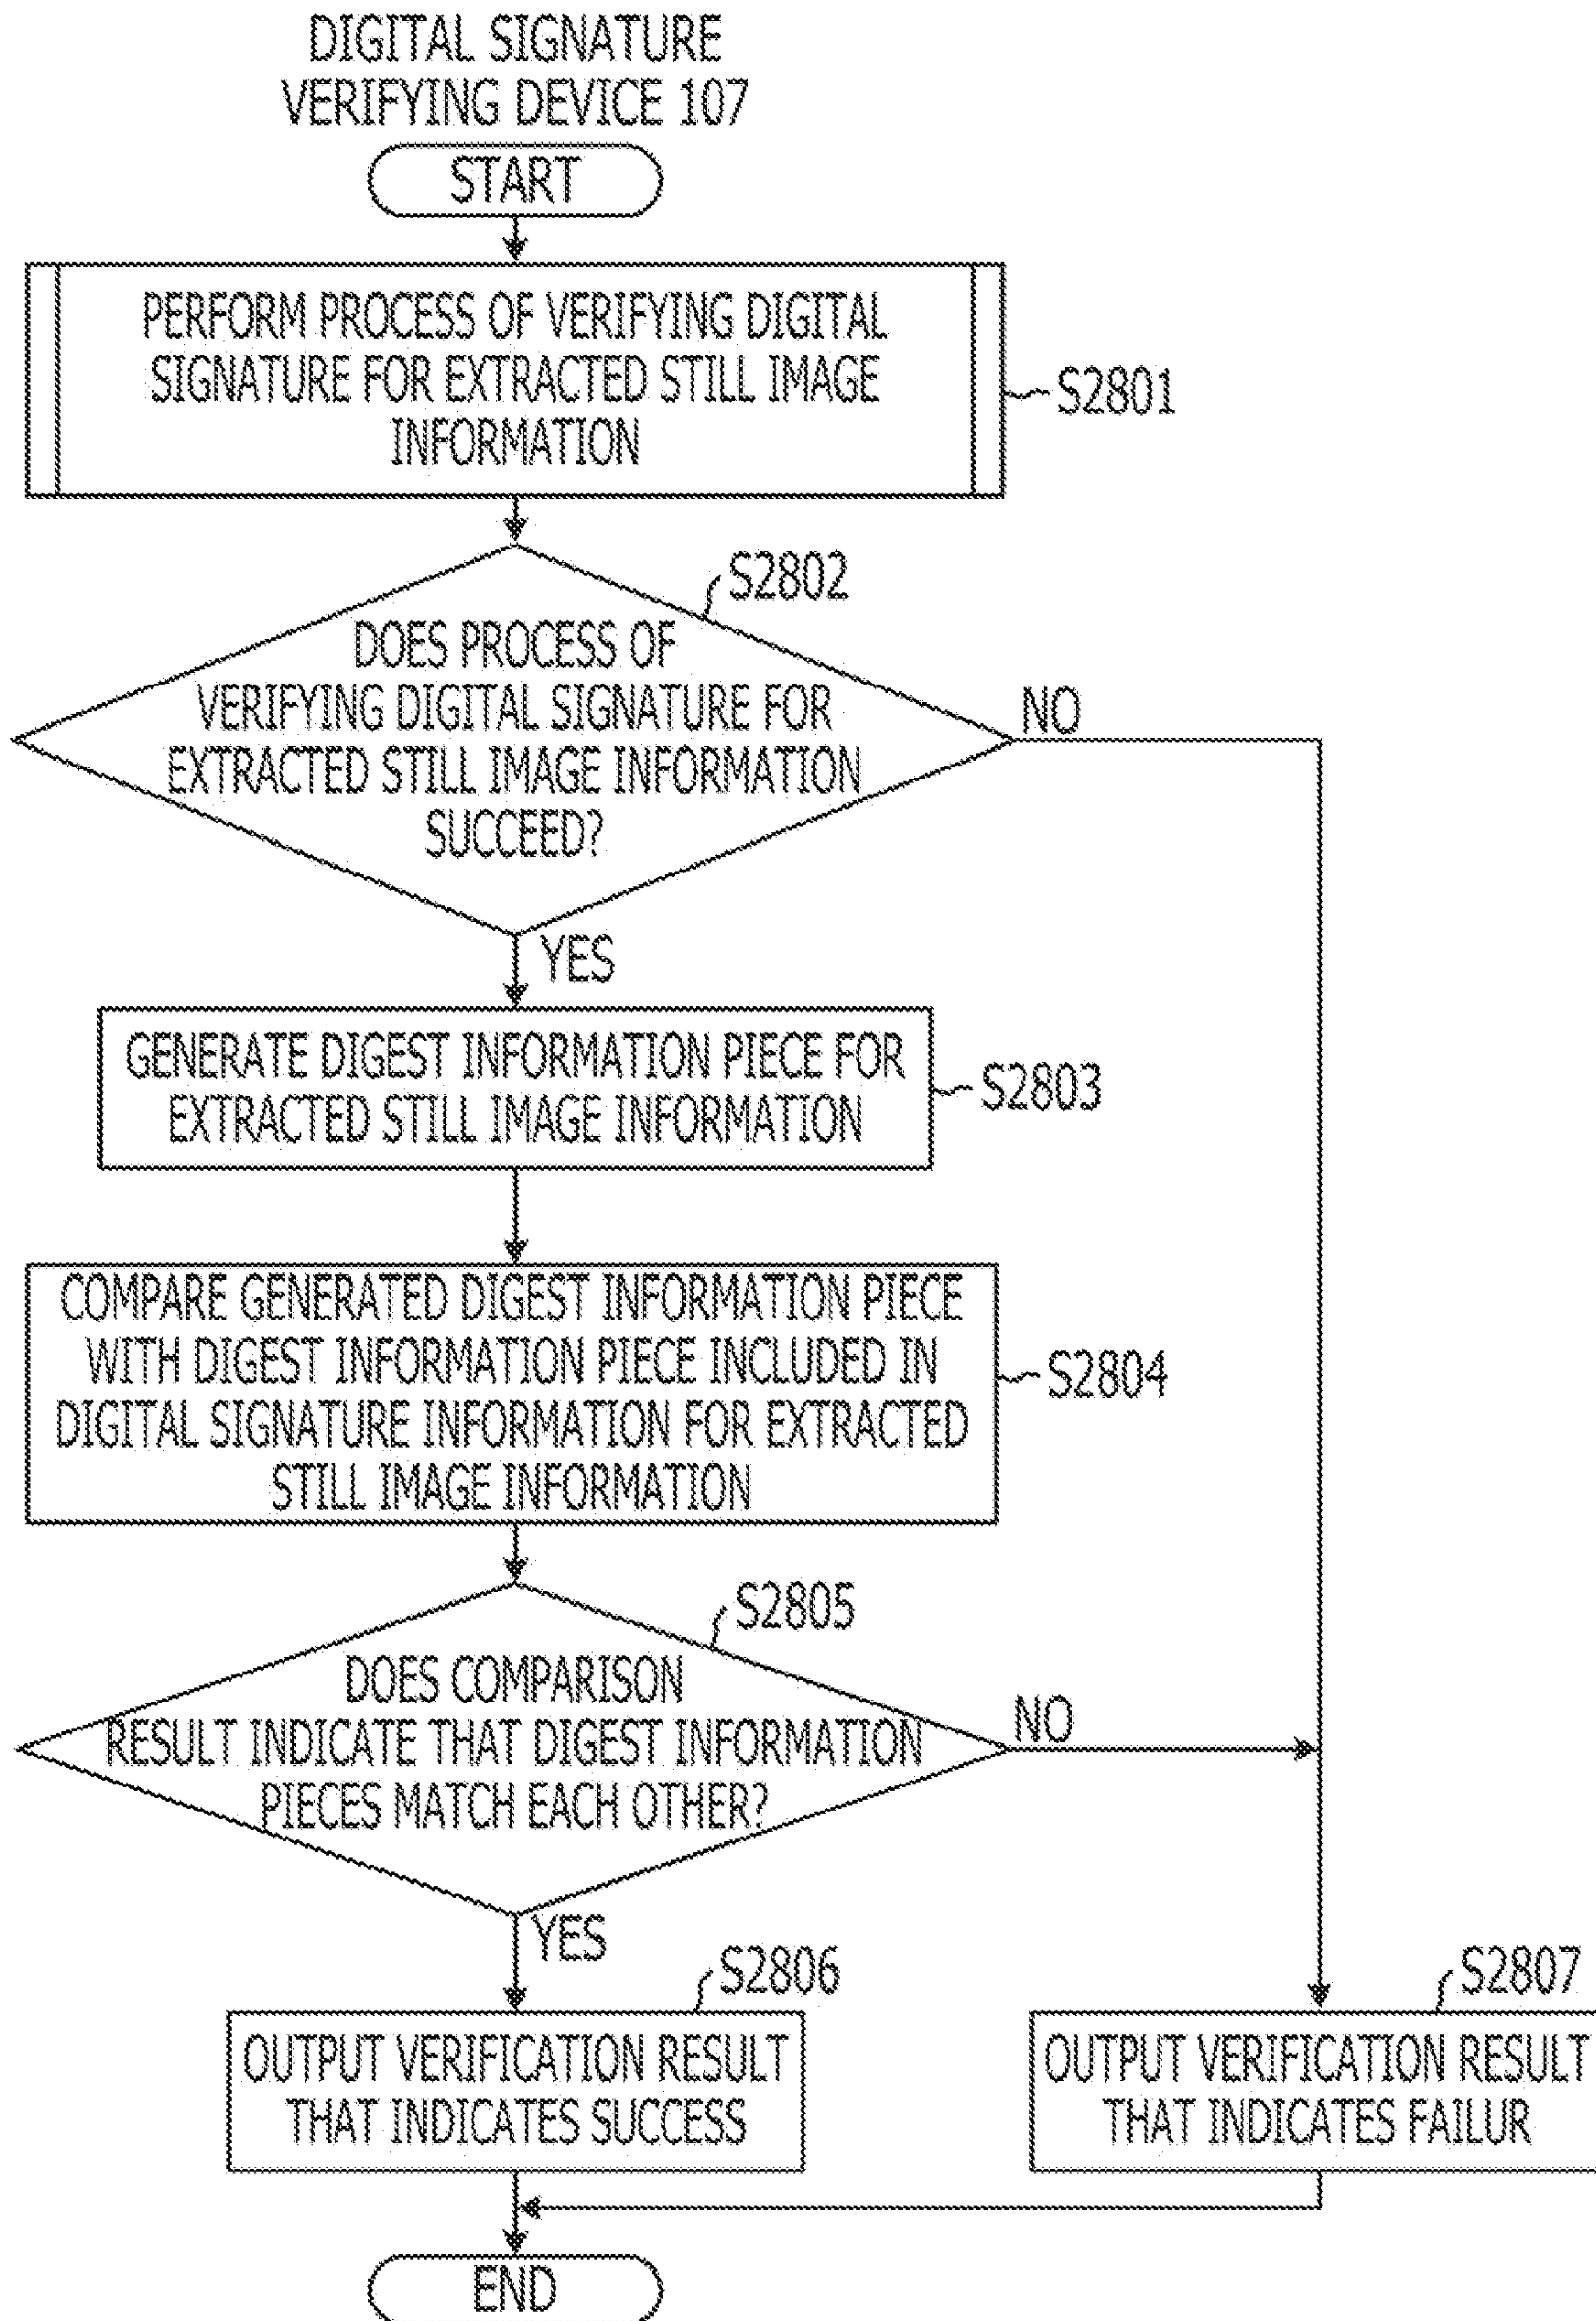 DIGITAL SIGNATURE
VERIFYING DEVICE 107
START
PERFORM PROCESS OF VERIFYING DIGITAL
SIGNATURE FOR EXTRACTED STILL IMAGE
INFORMATION
S2801
S2802
DOES PROCESS OF
VERIFYING DIGITAL SIGNATURE FOR
EXTRACTED STILL IMAGE INFORMATION
SUCCEED?
NO
YES
GENERATE DIGEST INFORMATION PIECE FOR
EXTRACTED STILL IMAGE INFORMATION
S2803
COMPARE GENERATED DIGEST INFORMATION PIECE
WITH DIGEST INFORMATION PIECE INCLUDED IN
DIGITAL SIGNATURE INFORMATION FOR EXTRACTED
STILL IMAGE INFORMATION
S2804
S2805
DOES COMPARISON
RESULT INDICATE THAT DIGEST INFORMATION
PIECES MATCH EACH OTHER?
NO
YES
S2806
OUTPUT VERIFICATION RESULT
THAT INDICATES SUCCESS
S2807
OUTPUT VERIFICATION RESULT
THAT INDICATES FAILUR
END